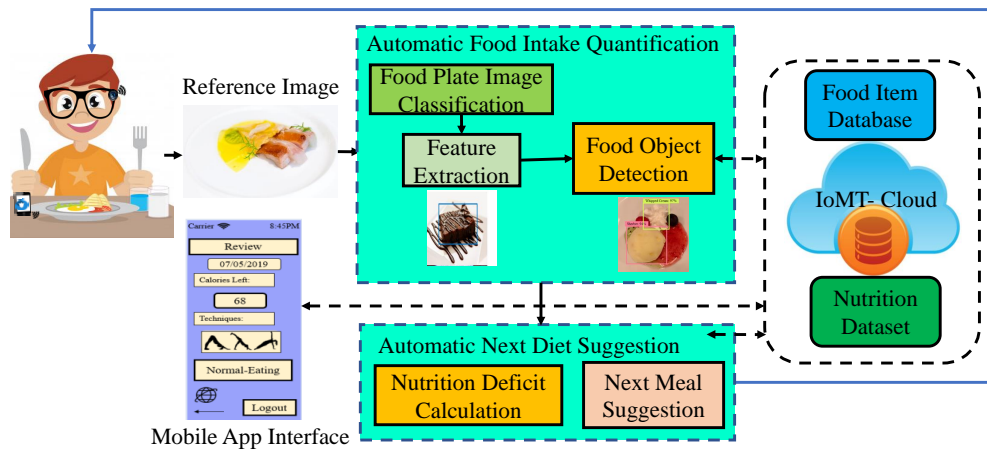 Automatic Food Intake Quantification
Food Plate Image
Classification
Reference Image
Feature
Extraction
Food Object
Detection
Food Item
Database
IoMT- Cloud
Nutrition
Dataset
Carrier
8:45PM
Review
07/05/2019
Calories Left:
68
Techniques:
Normal-Eating
Logout
Mobile App Interface
Automatic Next Diet Suggestion
Nutrition Deficit
Calculation
Next Meal
Suggestion